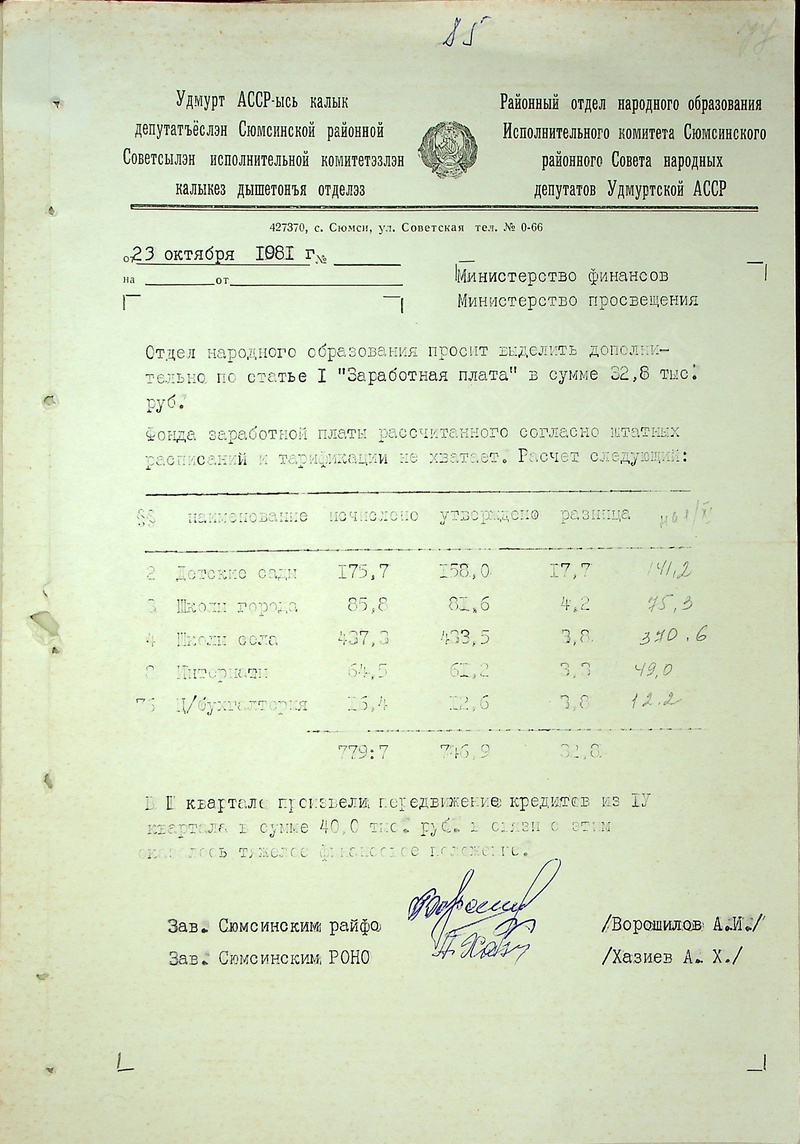 85
Удмурт АССР-ысь калык
депутатъёслэн Сюмсинской районной
Советсылэн исполнительной комитетэзлэн
калыкез дышетонъя отделэз
Районный отдел народного образования
Исполнительного комитета Сюмсинского
районного Совета народных
депутатов Удмуртской АССР
427370, с. Сюмси, ул. Советская тел. № 0-66
от 23 октября 1981 г. №
на от
Министерство финансов
Министерство просвещения
Отдел народного образования просит выделить дополни-
тельно по статье I "Заработная плата" в сумме 32,8 тыс.
руб.
Фонда заработной платы рассчитанного согласно штатных
расписаний и тарификации не хватает. Расчет следующий:
§§ наименование исчислено утверждено разница
2 Детские сады 175,7 158,0 17,7 141,2
3 Школы города 85,8 81,6 4,2 75,3
4 Школы села 437,3 433,5 3,8 370,6
8 Интернати 64,5 61,2 3,3 49,0
Ц/бухгалтерия 16,4 12,6 3,8 12.2
779:7 746,9 32,8
В квартале произвели передвижение кредитов из IУ
квартала в сумме 40,0 тыс. руб. в связи с этим
тяжелое финансовое положение.
Зав. Сюмсинским райфо /Ворошилов А.И./
Зав. Сюмсинским РОНО /Хазиев А. Х./